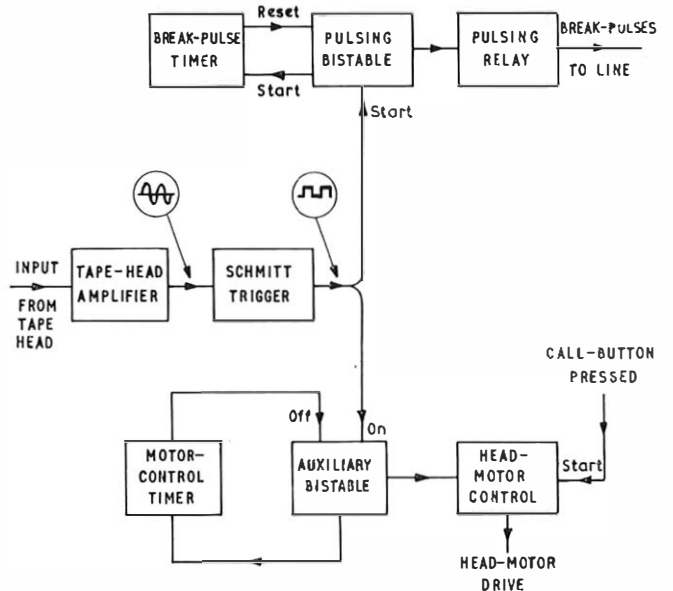 Reset
BREAK-PULSE
TIMER
PULSING
BISTABLE
PULSING
RELAY
BREAK-PULSES
TO LINE
Start
Start
INPUT
FROM
TAPE
HEAD
TAPE-HEAD
AMPLIFIER
SCHMITT
TRIGGER
CALL-BUTTON
PRESSED
Off
On
MOTOR-
CONTROL
TIMER
AUXILIARY
BISTABLE
HEAD-
MOTOR
CONTROL
Start
HEAD-MOTOR
DRIVE